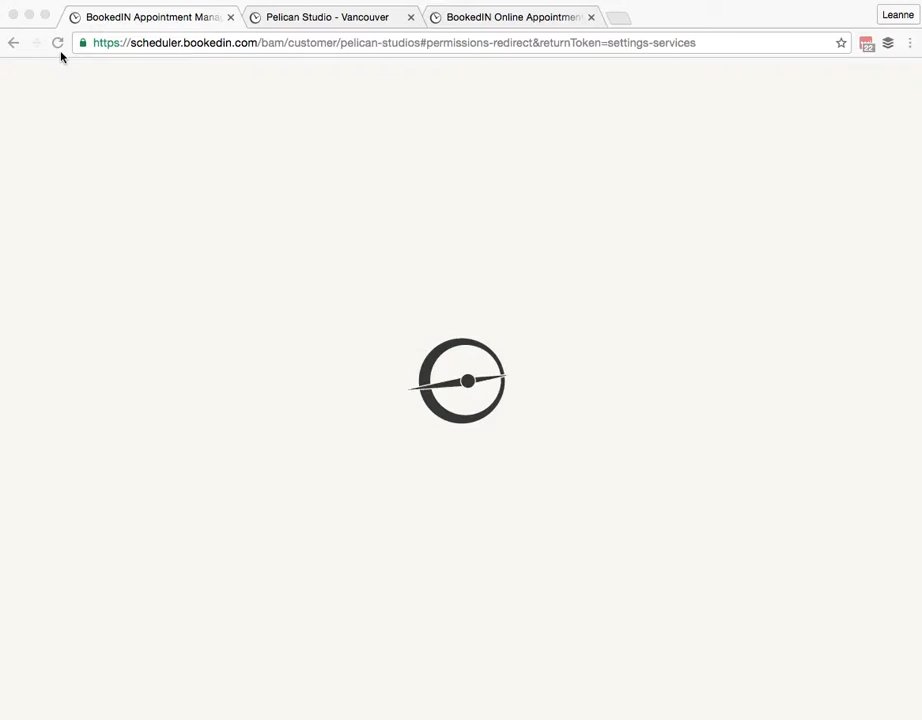 BookedIN Appointment Mana
Pelican Studio - Vancouver
BookedIN Online Appointment
Leanne
https://scheduler.bookedin.com/bam/customer/pelican-studios#permissions-redirect&returnToken=settings-services
22